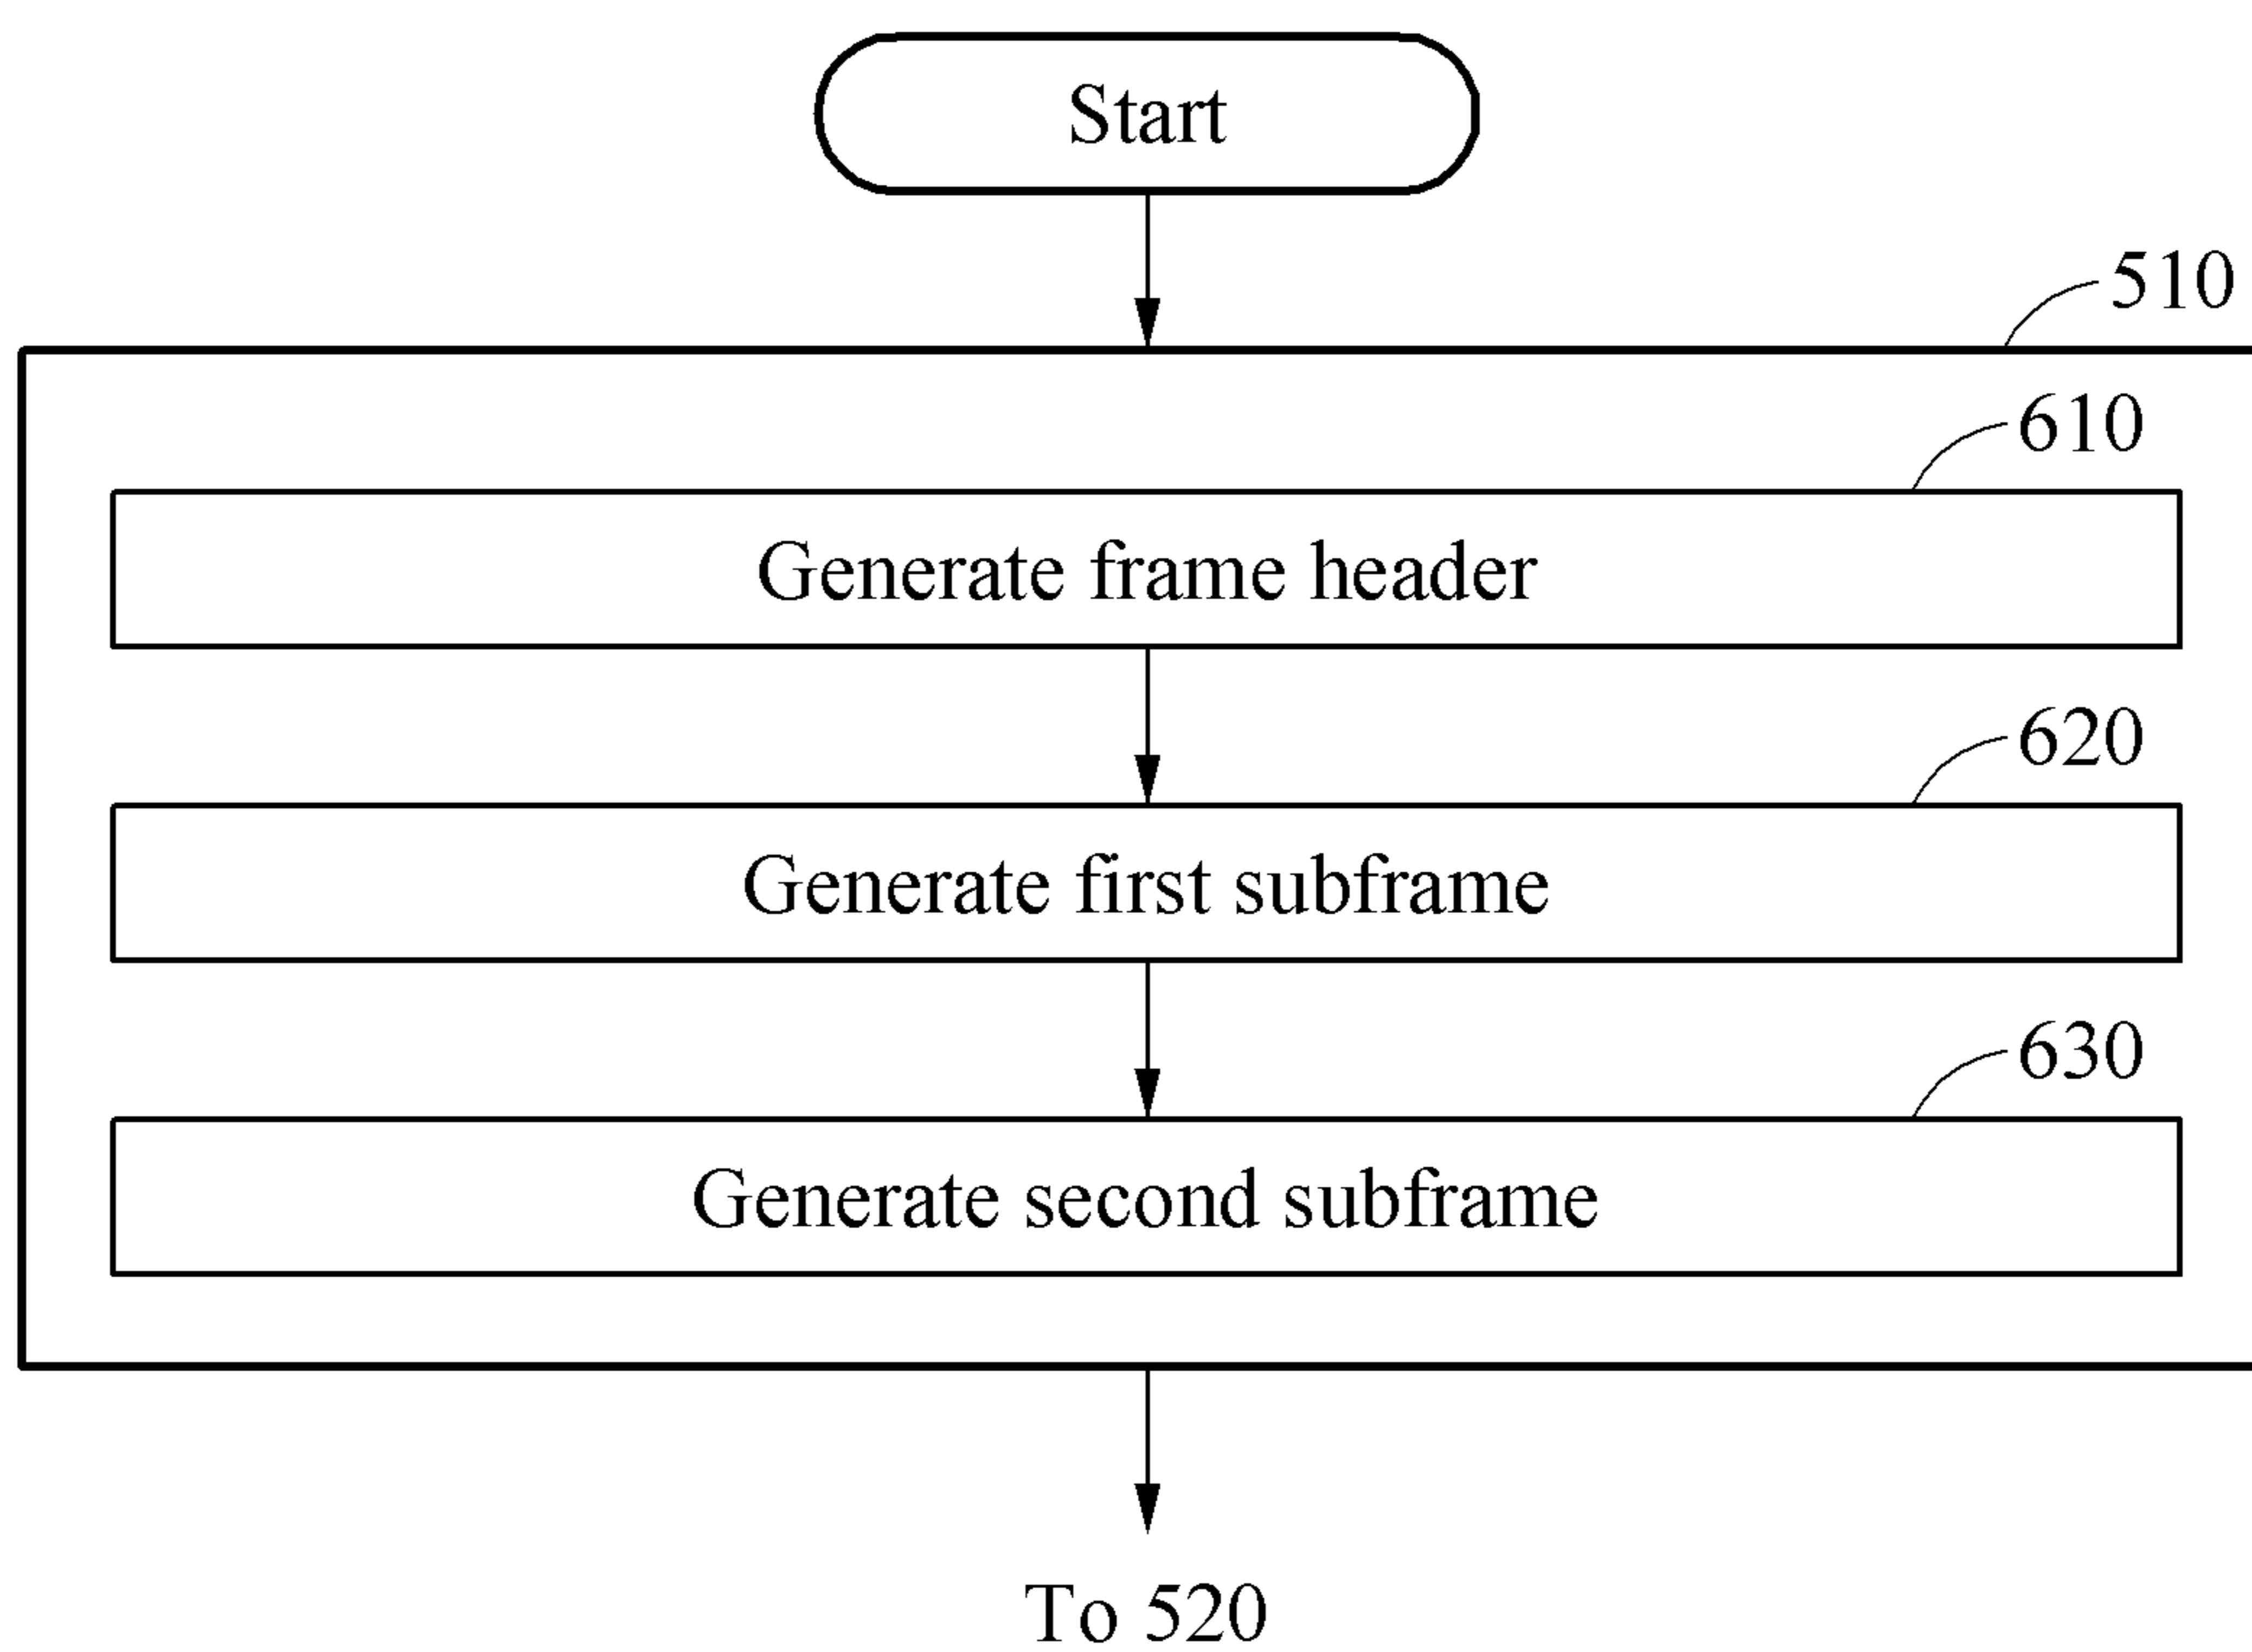 Start
510
610
Generate frame header
620
Generate first subframe
630
Generate second subframe
To 520